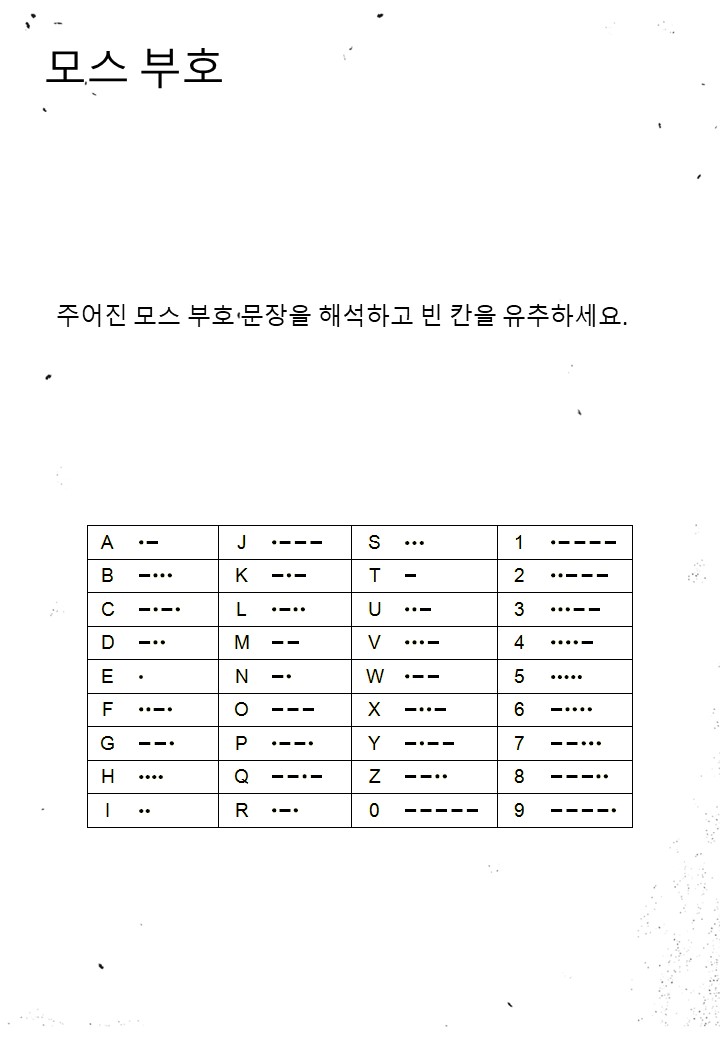 모스 부호
주어진 모스 부호 문장을 해석하고 빈 칸을 유추하세요.
A •— J •——— S ••• 1 •————
B —••• K —•— T — 2 ••———
C —•—• L •—•• U ••— 3 •••——
D —•• M —— V •••— 4 ••••—
E • N —• W •—— 5 •••••
F ••—• O ——— X —••— 6 —••••
G ——• P •——• Y —•—— 7 ——•••
H •••• Q ——•— Z ——•• 8 ———••
I •• R •—• 0 ————— 9 ————•